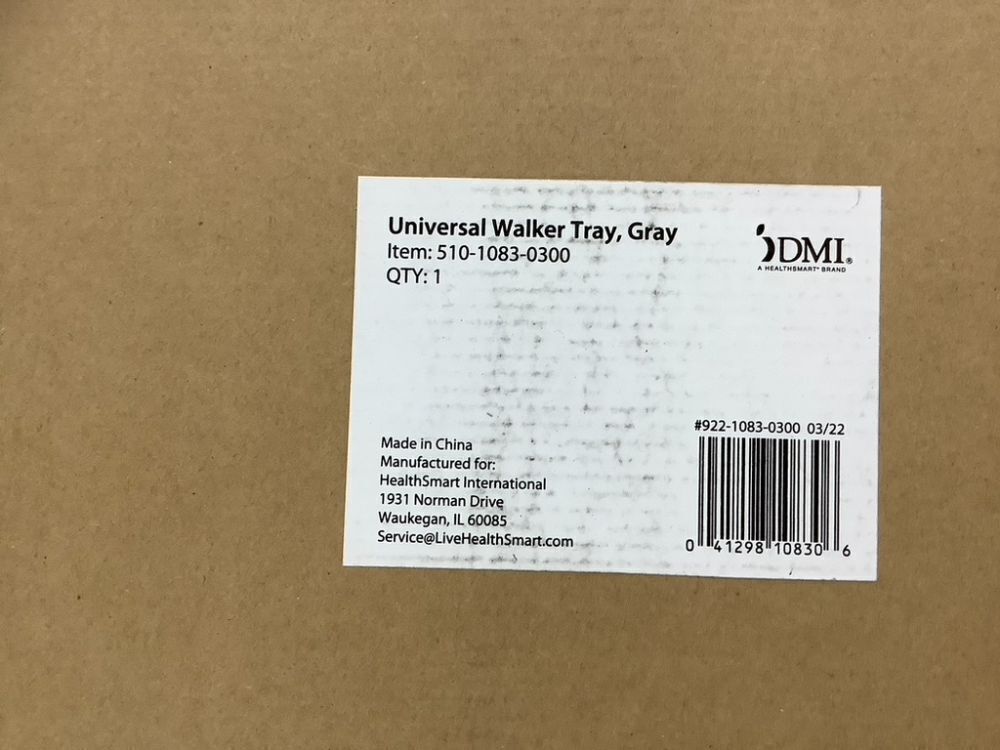 Universal Walker Tray, Gray
Item: 510-1083-0300
QTY: 1
DMI®
A HEALTHSMART® BRAND
Made in China
Manufactured for:
HealthSmart International
1931 Norman Drive
Waukegan, IL 60085
Service@LiveHealthSmart.com
#922-1083-0300 03/22
0 41298 10830 6